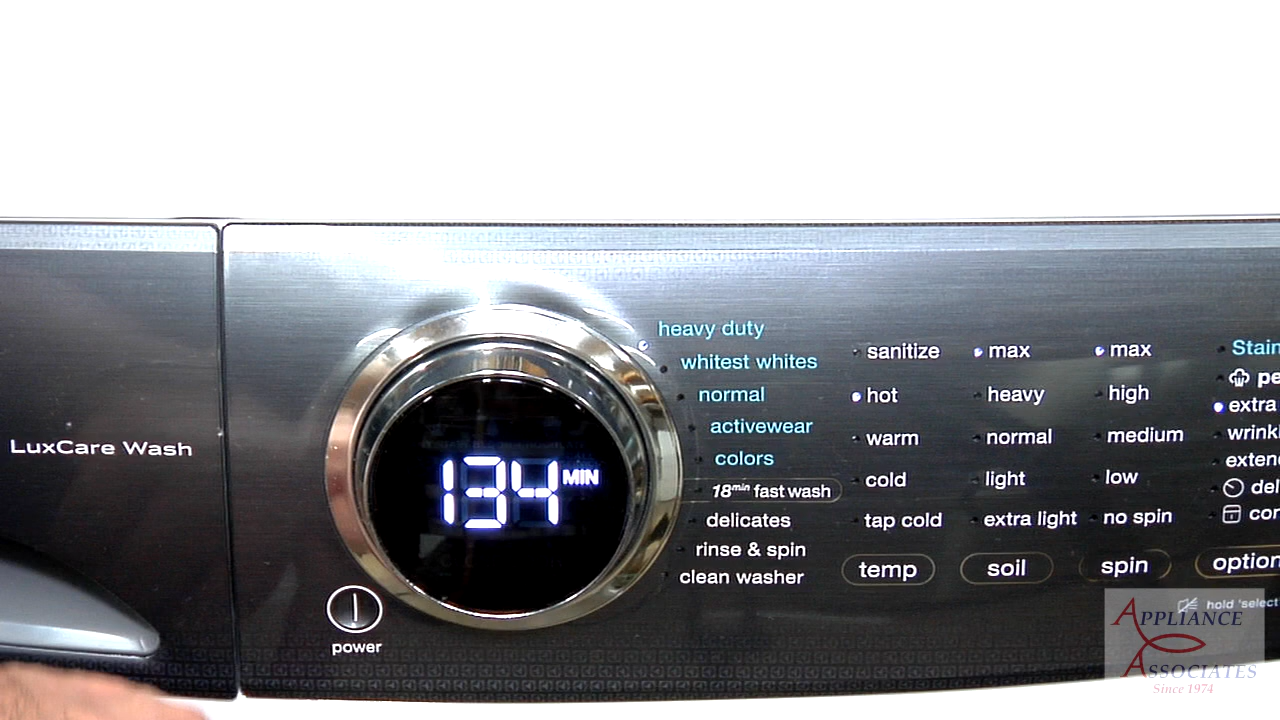 LuxCare Wash
134 MIN
power
heavy duty
whitest whites
normal
activewear
colors
18min fast wash
delicates
rinse & spin
clean washer
sanitize
hot
warm
cold
tap cold
temp
max
heavy
normal
light
extra light
soil
max
high
medium
low
no spin
spin
extra
hold 'select
APPLIANCE
ASSOCIATES
Since 1974